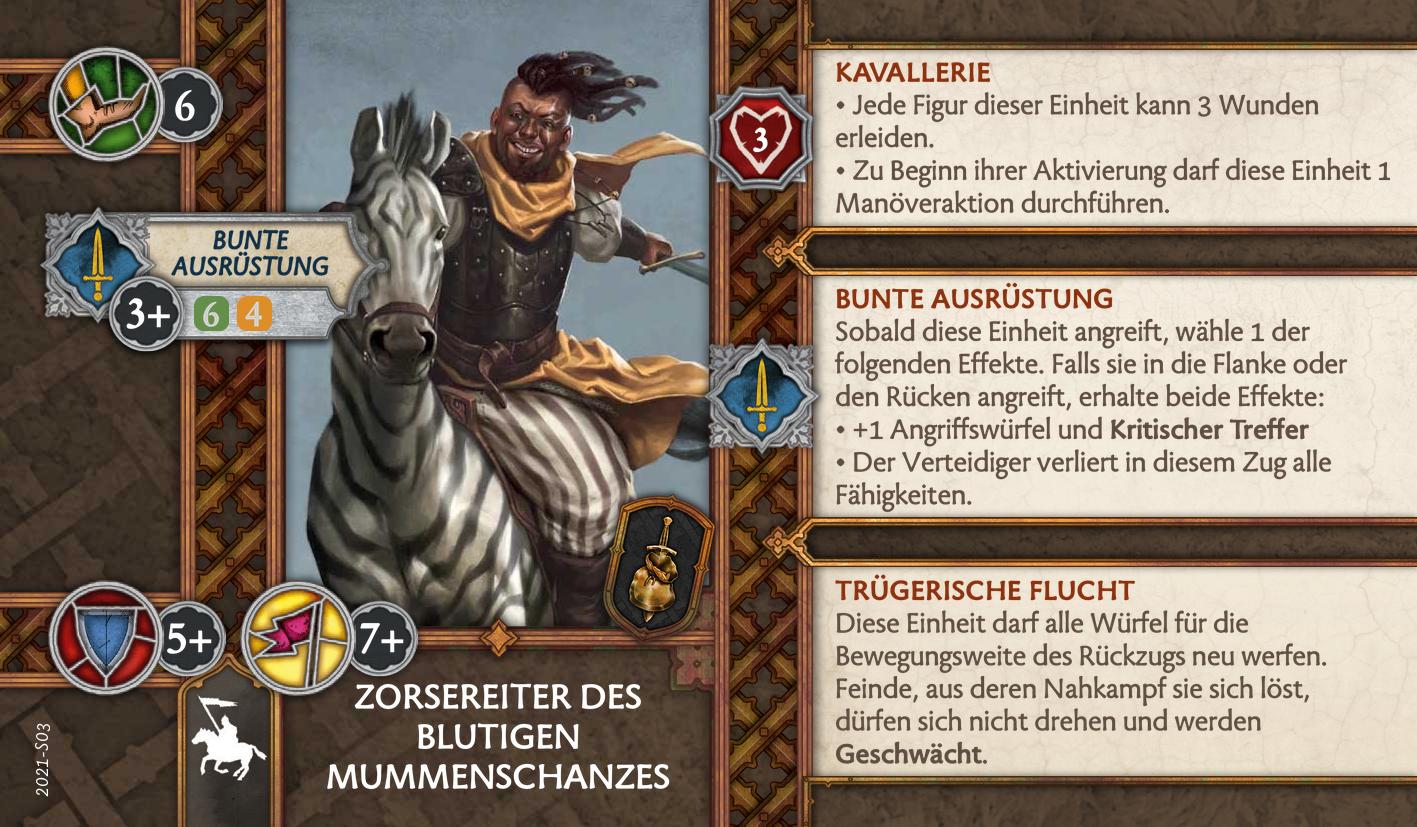 6
BUNTE
AUSRÜSTUNG
3+ 6 4
5+ 7+
ZORSEREITER DES
BLUTIGEN
MUMMENSCHANZES
2021-S03
3
KAVALLERIE
• Jede Figur dieser Einheit kann 3 Wunden
erleiden.
• Zu Beginn ihrer Aktivierung darf diese Einheit 1
Manöveraktion durchführen.
BUNTE AUSRÜSTUNG
Sobald diese Einheit angreift, wähle 1 der
folgenden Effekte. Falls sie in die Flanke oder
den Rücken angreift, erhalte beide Effekte:
• +1 Angriffswürfel und Kritischer Treffer
• Der Verteidiger verliert in diesem Zug alle
Fähigkeiten.
TRÜGERISCHE FLUCHT
Diese Einheit darf alle Würfel für die
Bewegungsweite des Rückzugs neu werfen.
Feinde, aus deren Nahkampf sie sich löst,
dürfen sich nicht drehen und werden
Geschwächt.